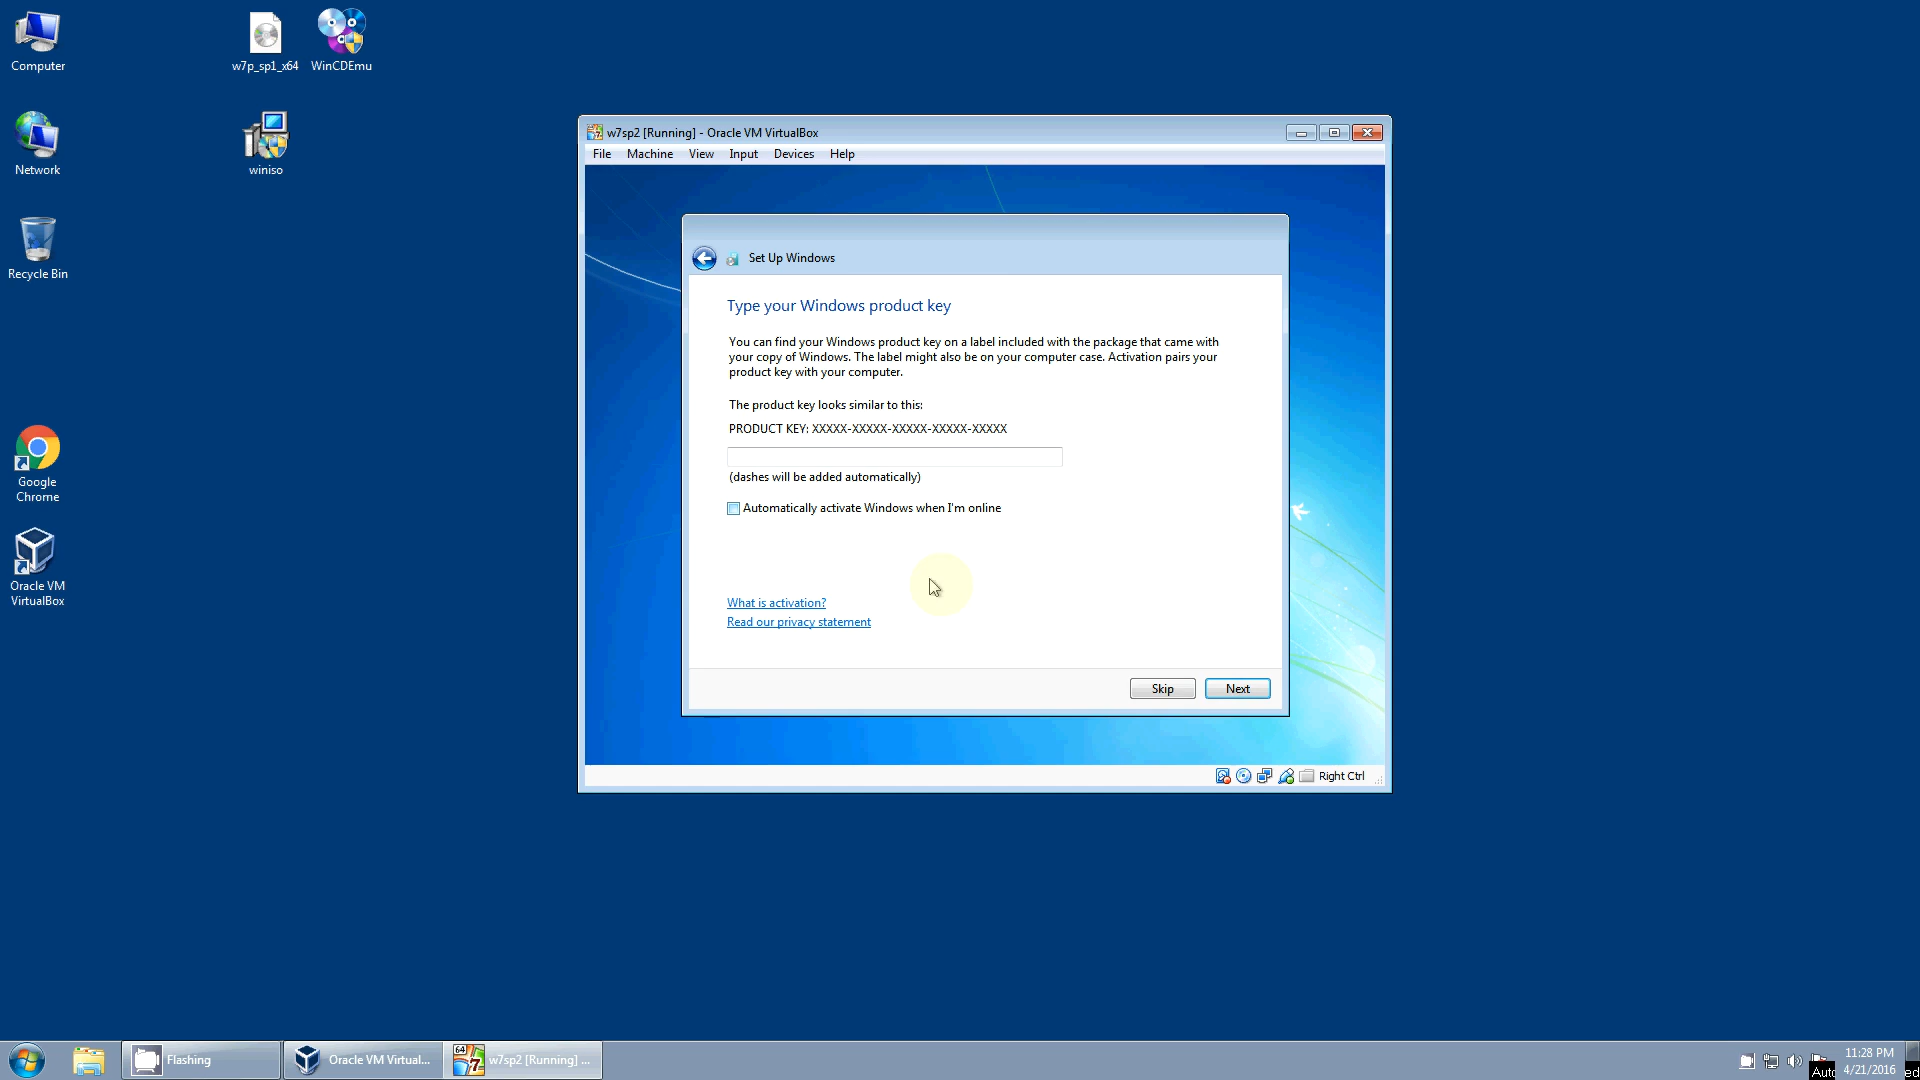 Computer
w7p_sp1_x64
WinCDEmu
Network
winiso
Recycle Bin
Google
Chrome
Oracle VM
VirtualBox
w7sp2 [Running] - Oracle VM VirtualBox
File Machine View Input Devices Help
Set Up Windows
Type your Windows product key
You can find your Windows product key on a label included with the package that came with
your copy of Windows. The label might also be on your computer case. Activation pairs your
product key with your computer.
The product key looks similar to this:
PRODUCT KEY: XXXXX-XXXXX-XXXXX-XXXXX-XXXXX
(dashes will be added automatically)
Automatically activate Windows when I'm online
What is activation?
Read our privacy statement
Skip Next
Right Ctrl
Flashing
Oracle VM Virtual...
64
7
w7sp2 [Running] ...
11:28 PM
4/21/2016
Auto
ed